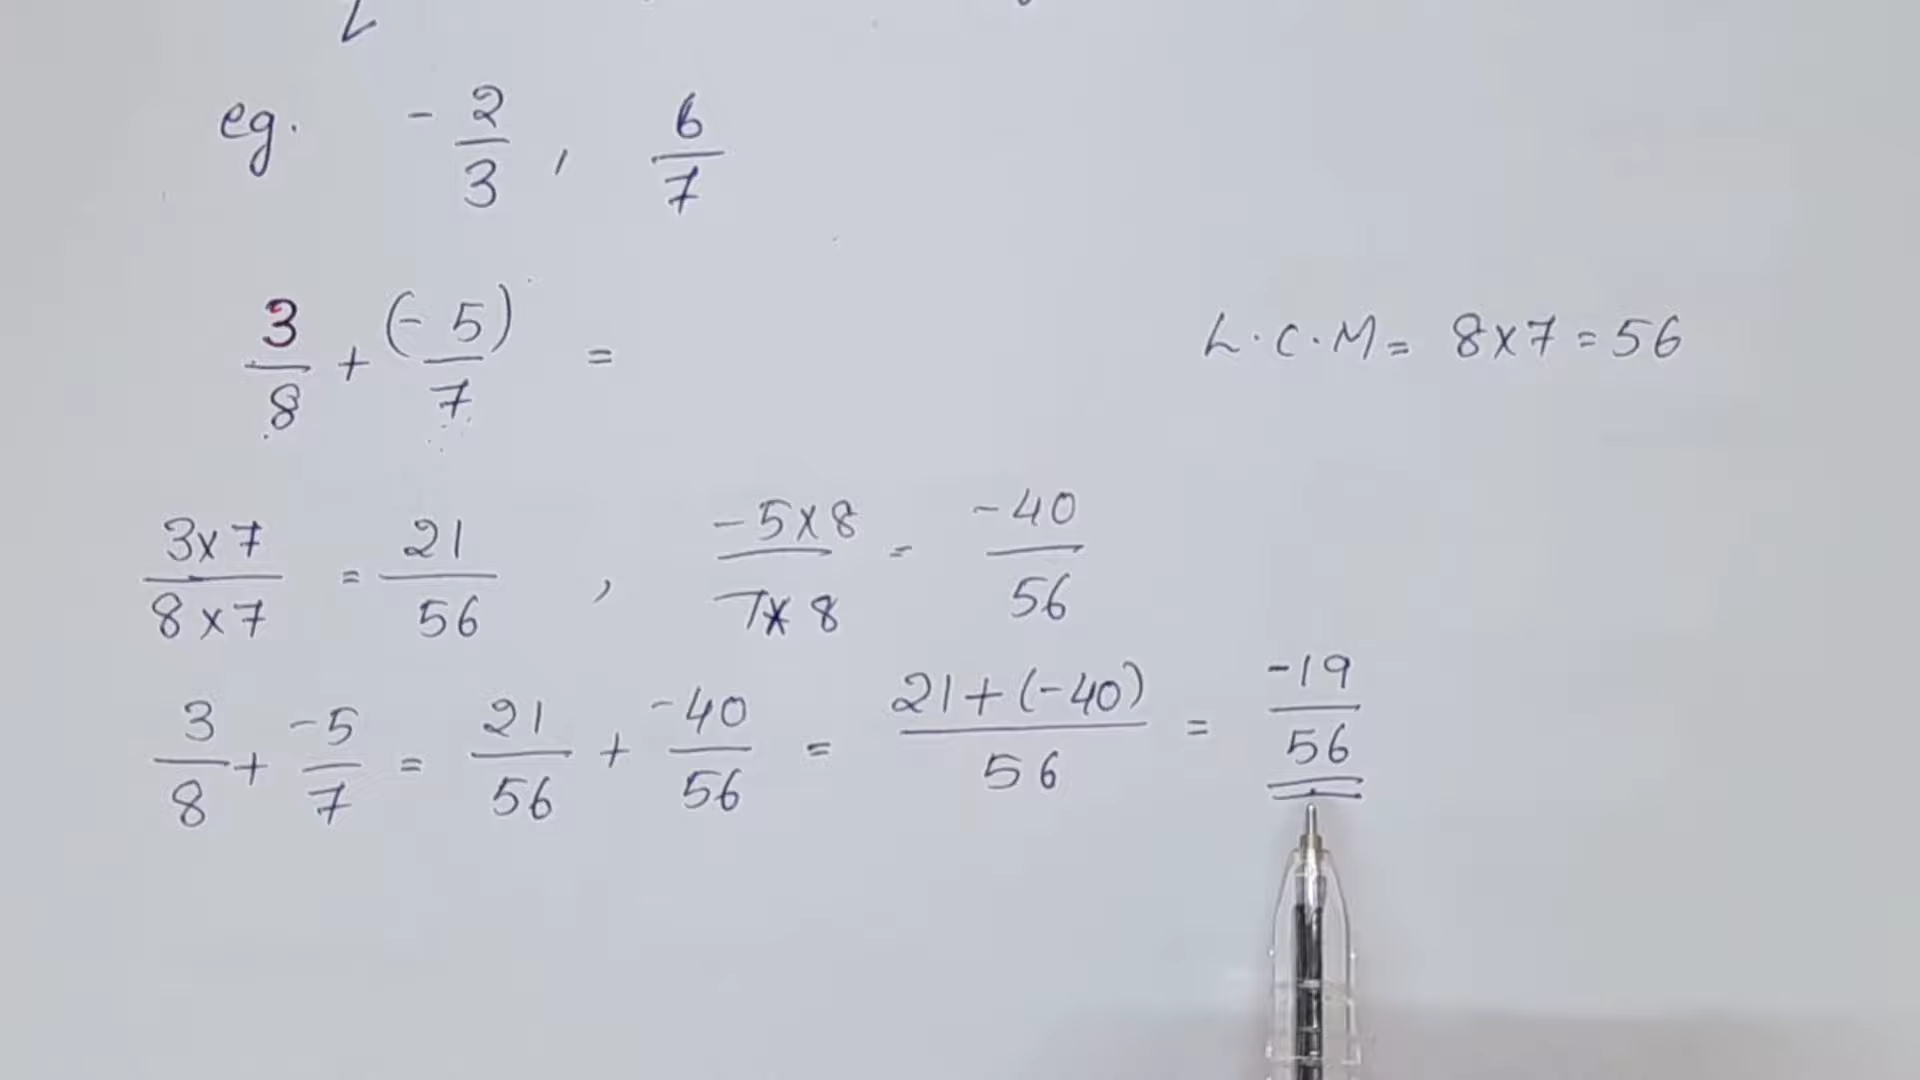 eg. -2/3 , 6/7
3/8 + (-5)/7 =
L.C.M = 8x7 = 56
3x7/8x7 = 21/56 , -5x8/7x8 = -40/56
3/8 + -5/7 = 21/56 + -40/56 = 21+(-40)/56 = -19/56